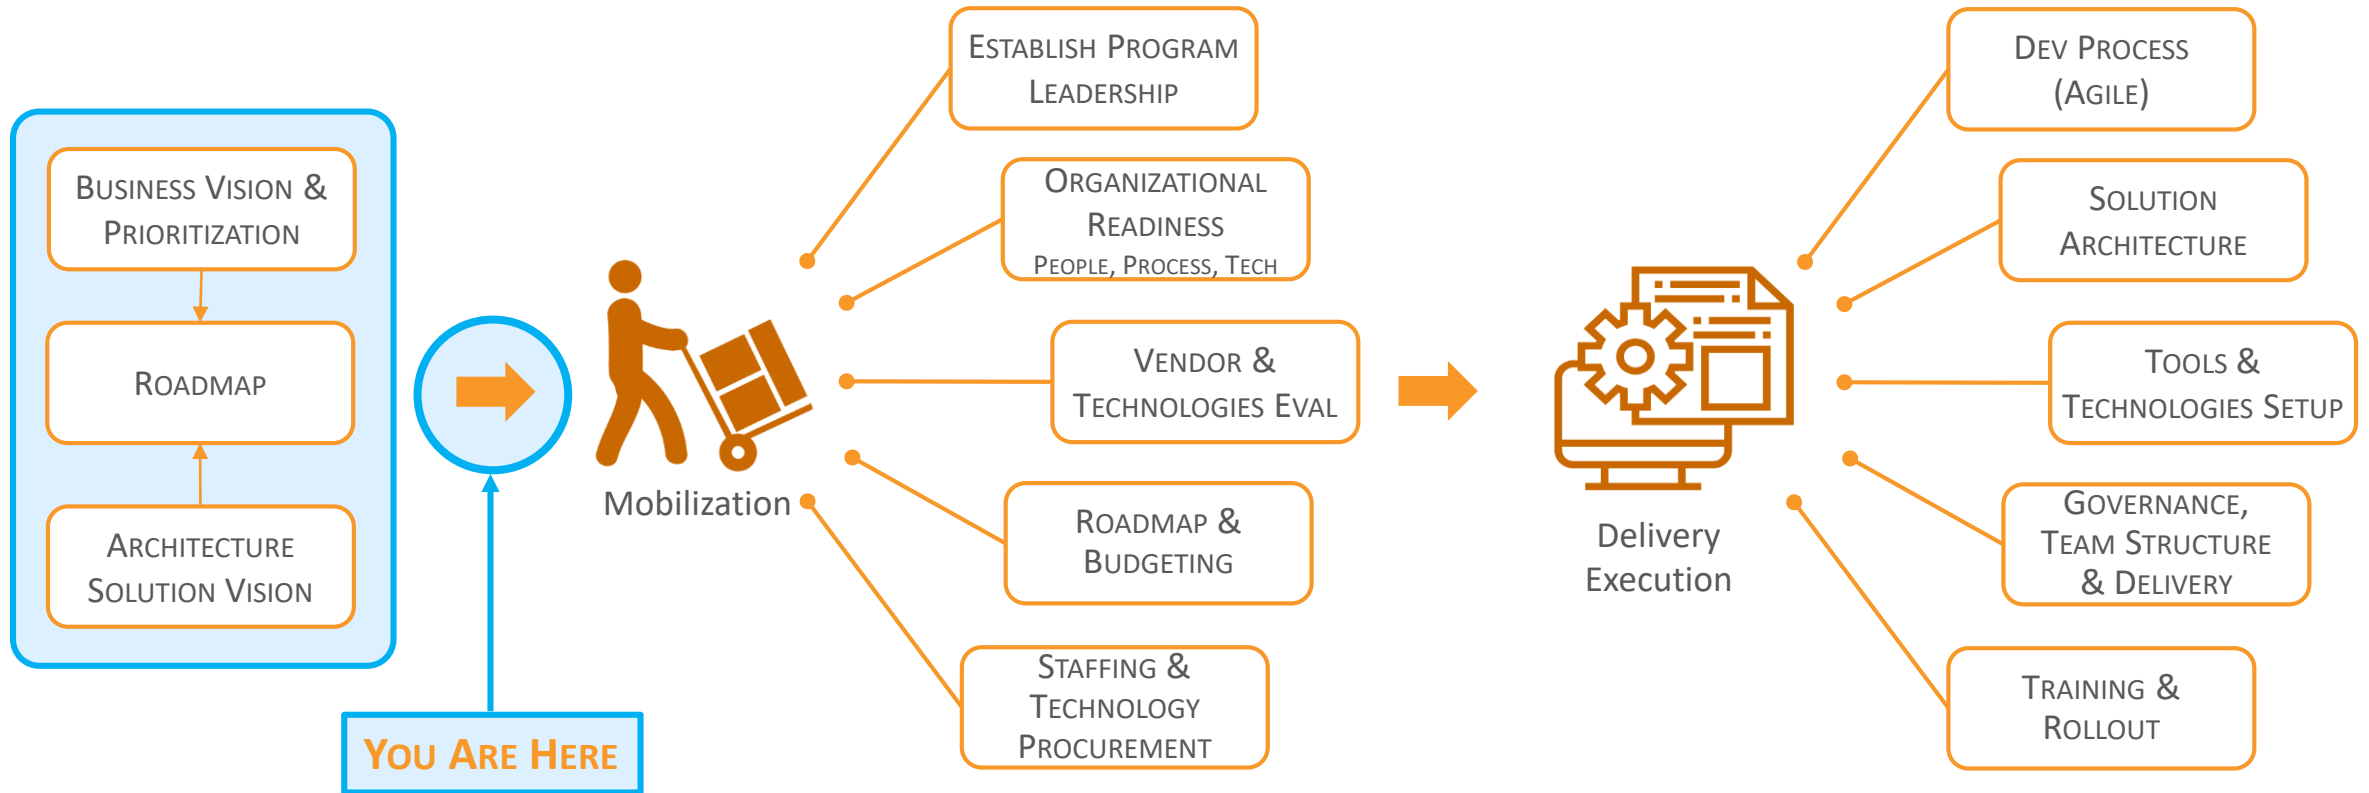 Business Vision &
Prioritization
Roadmap
Architecture
Solution Vision
You Are Here
Mobilization
Establish Program
Leadership
Organizational
Readiness
People, Process, Tech
Vendor &
Technologies Eval
Roadmap &
Budgeting
Staffing &
Technology
Procurement
Delivery
Execution
Dev Process
(Agile)
Solution
Architecture
Tools &
Technologies Setup
Governance,
Team Structure
& Delivery
Training &
Rollout